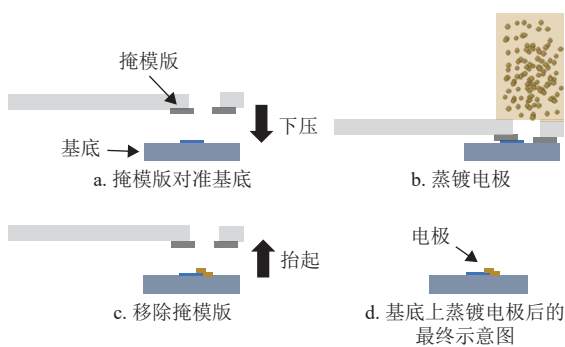 掩模版
下压
基底
a. 掩模版对准基底
b. 蒸镀电极
抬起
c. 移除掩模版
电极
d. 基底上蒸镀电极后的
最终示意图